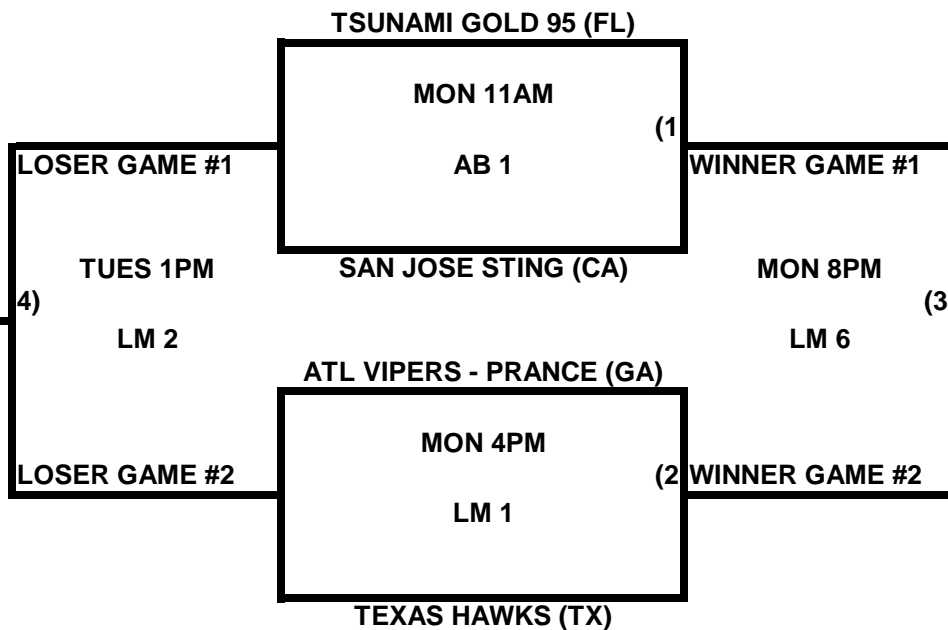 TSUNAMI GOLD 95 (FL)
MON 11AM
(1
LOSER GAME #1
AB 1
WINNER GAME #1
SAN JOSE STING (CA)
TUES 1PM
MON 8PM
4)
(3
LM 2
LM 6
ATL VIPERS - PRANCE (GA)
MON 4PM
LOSER GAME #2
(2
WINNER GAME #2
LM 1
TEXAS HAWKS (TX)